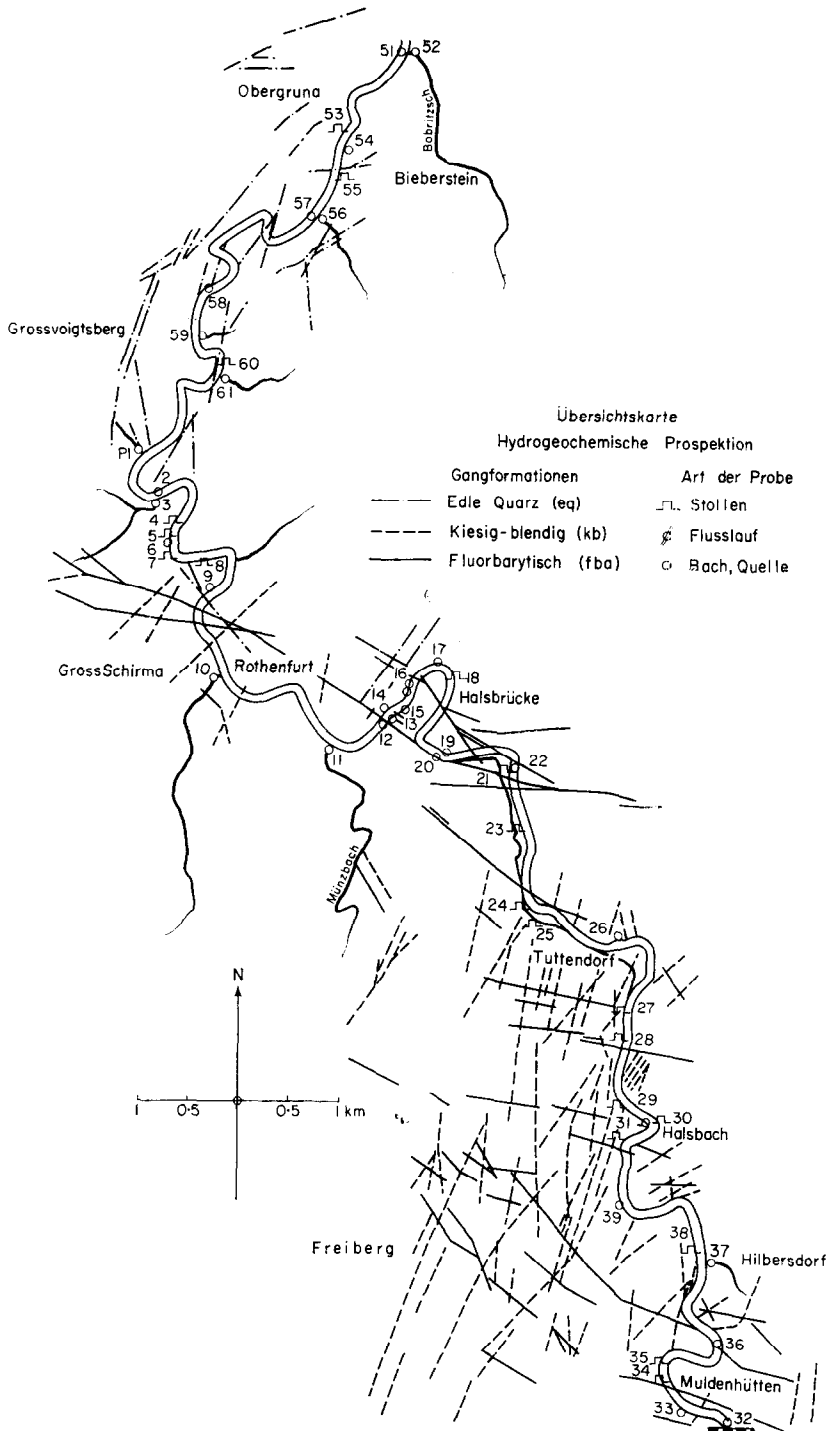 51 52
Obergruna
53
54
Bobritzsch
Bieberstein
55
57 56
58
Grossvoigtsberg
59
60
61
Übersichtskarte
Hydrogeochemische Prospektion
Gangformationen Art der Probe
Edle Quarz (eq) Stollen
Kiesig-blendig (kb) Flusslauf
Fluorbarytisch (fba) Bach, Quelle
P1
2
3
4
5
6
7 8
9
GrossSchirma
10
Rothenfurt
17
16 18
Halsbrücke
14
15
13
12
11
19
20
21 22
23
Münzbach
24
25
26
Tuttendorf
N
27
28
1 0·5 0·5 1 km
29
30
31
Halsbach
39
Freiberg
38
37
Hilbersdorf
36
35
34
Muldenhütten
33
32